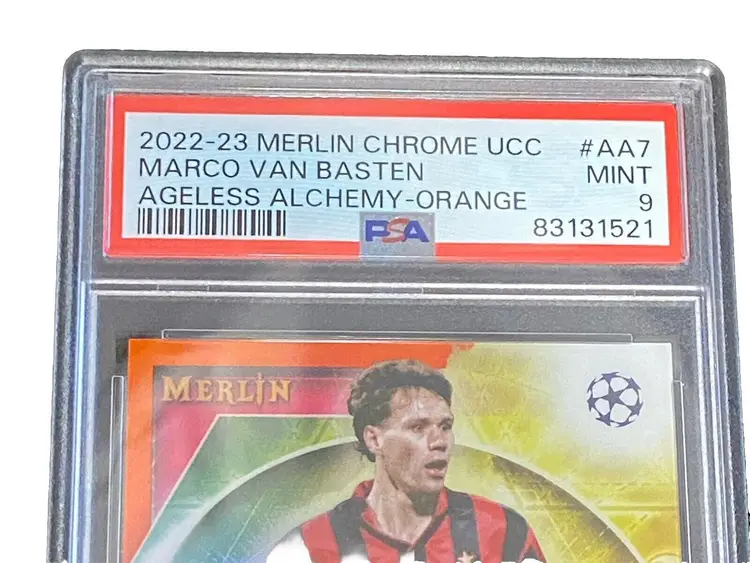 2022-23 MERLIN CHROME UCC #AA7
MARCO VAN BASTEN MINT
AGELESS ALCHEMY-ORANGE 9
PSA 83131521
MERLIN